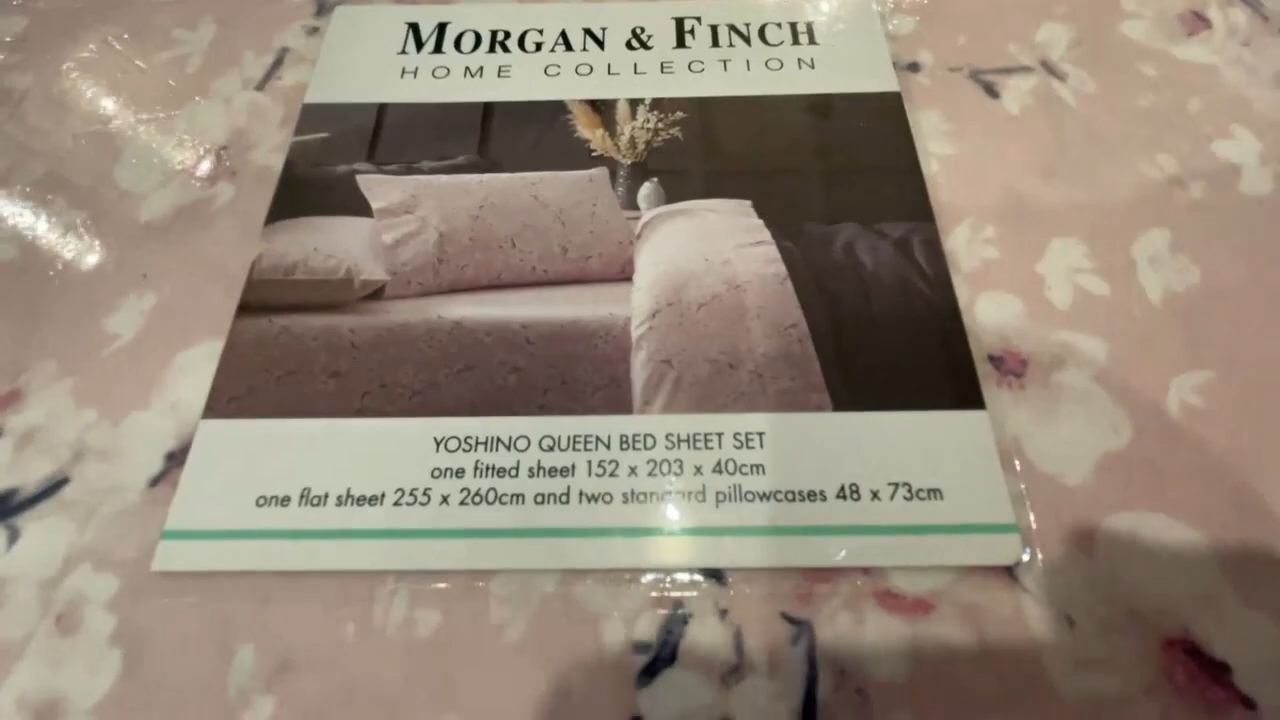 MORGAN & FINCH
HOME COLLECTION
YOSHINO QUEEN BED SHEET SET
one fitted sheet 152 x 203 x 40cm
one flat sheet 255 x 260cm and two standard pillowcases 48 x 73cm